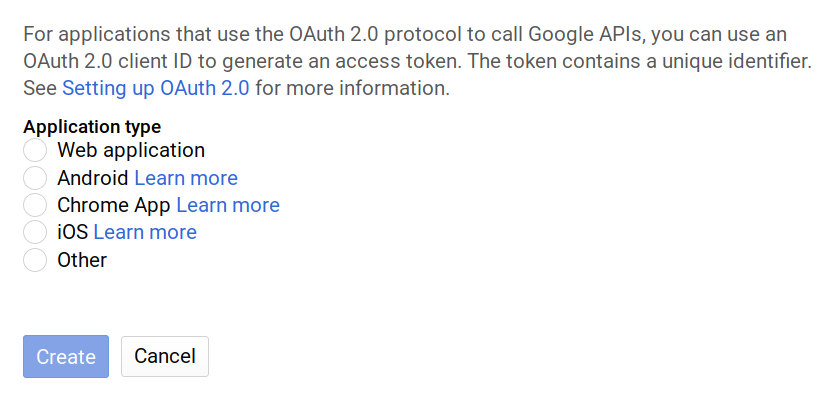 For applications that use the OAuth 2.0 protocol to call Google APIs, you can use an
OAuth 2.0 client ID to generate an access token. The token contains a unique identifier.
See Setting up OAuth 2.0 for more information.
Application type
Web application
Android Learn more
Chrome App Learn more
iOS Learn more
Other
Create Cancel